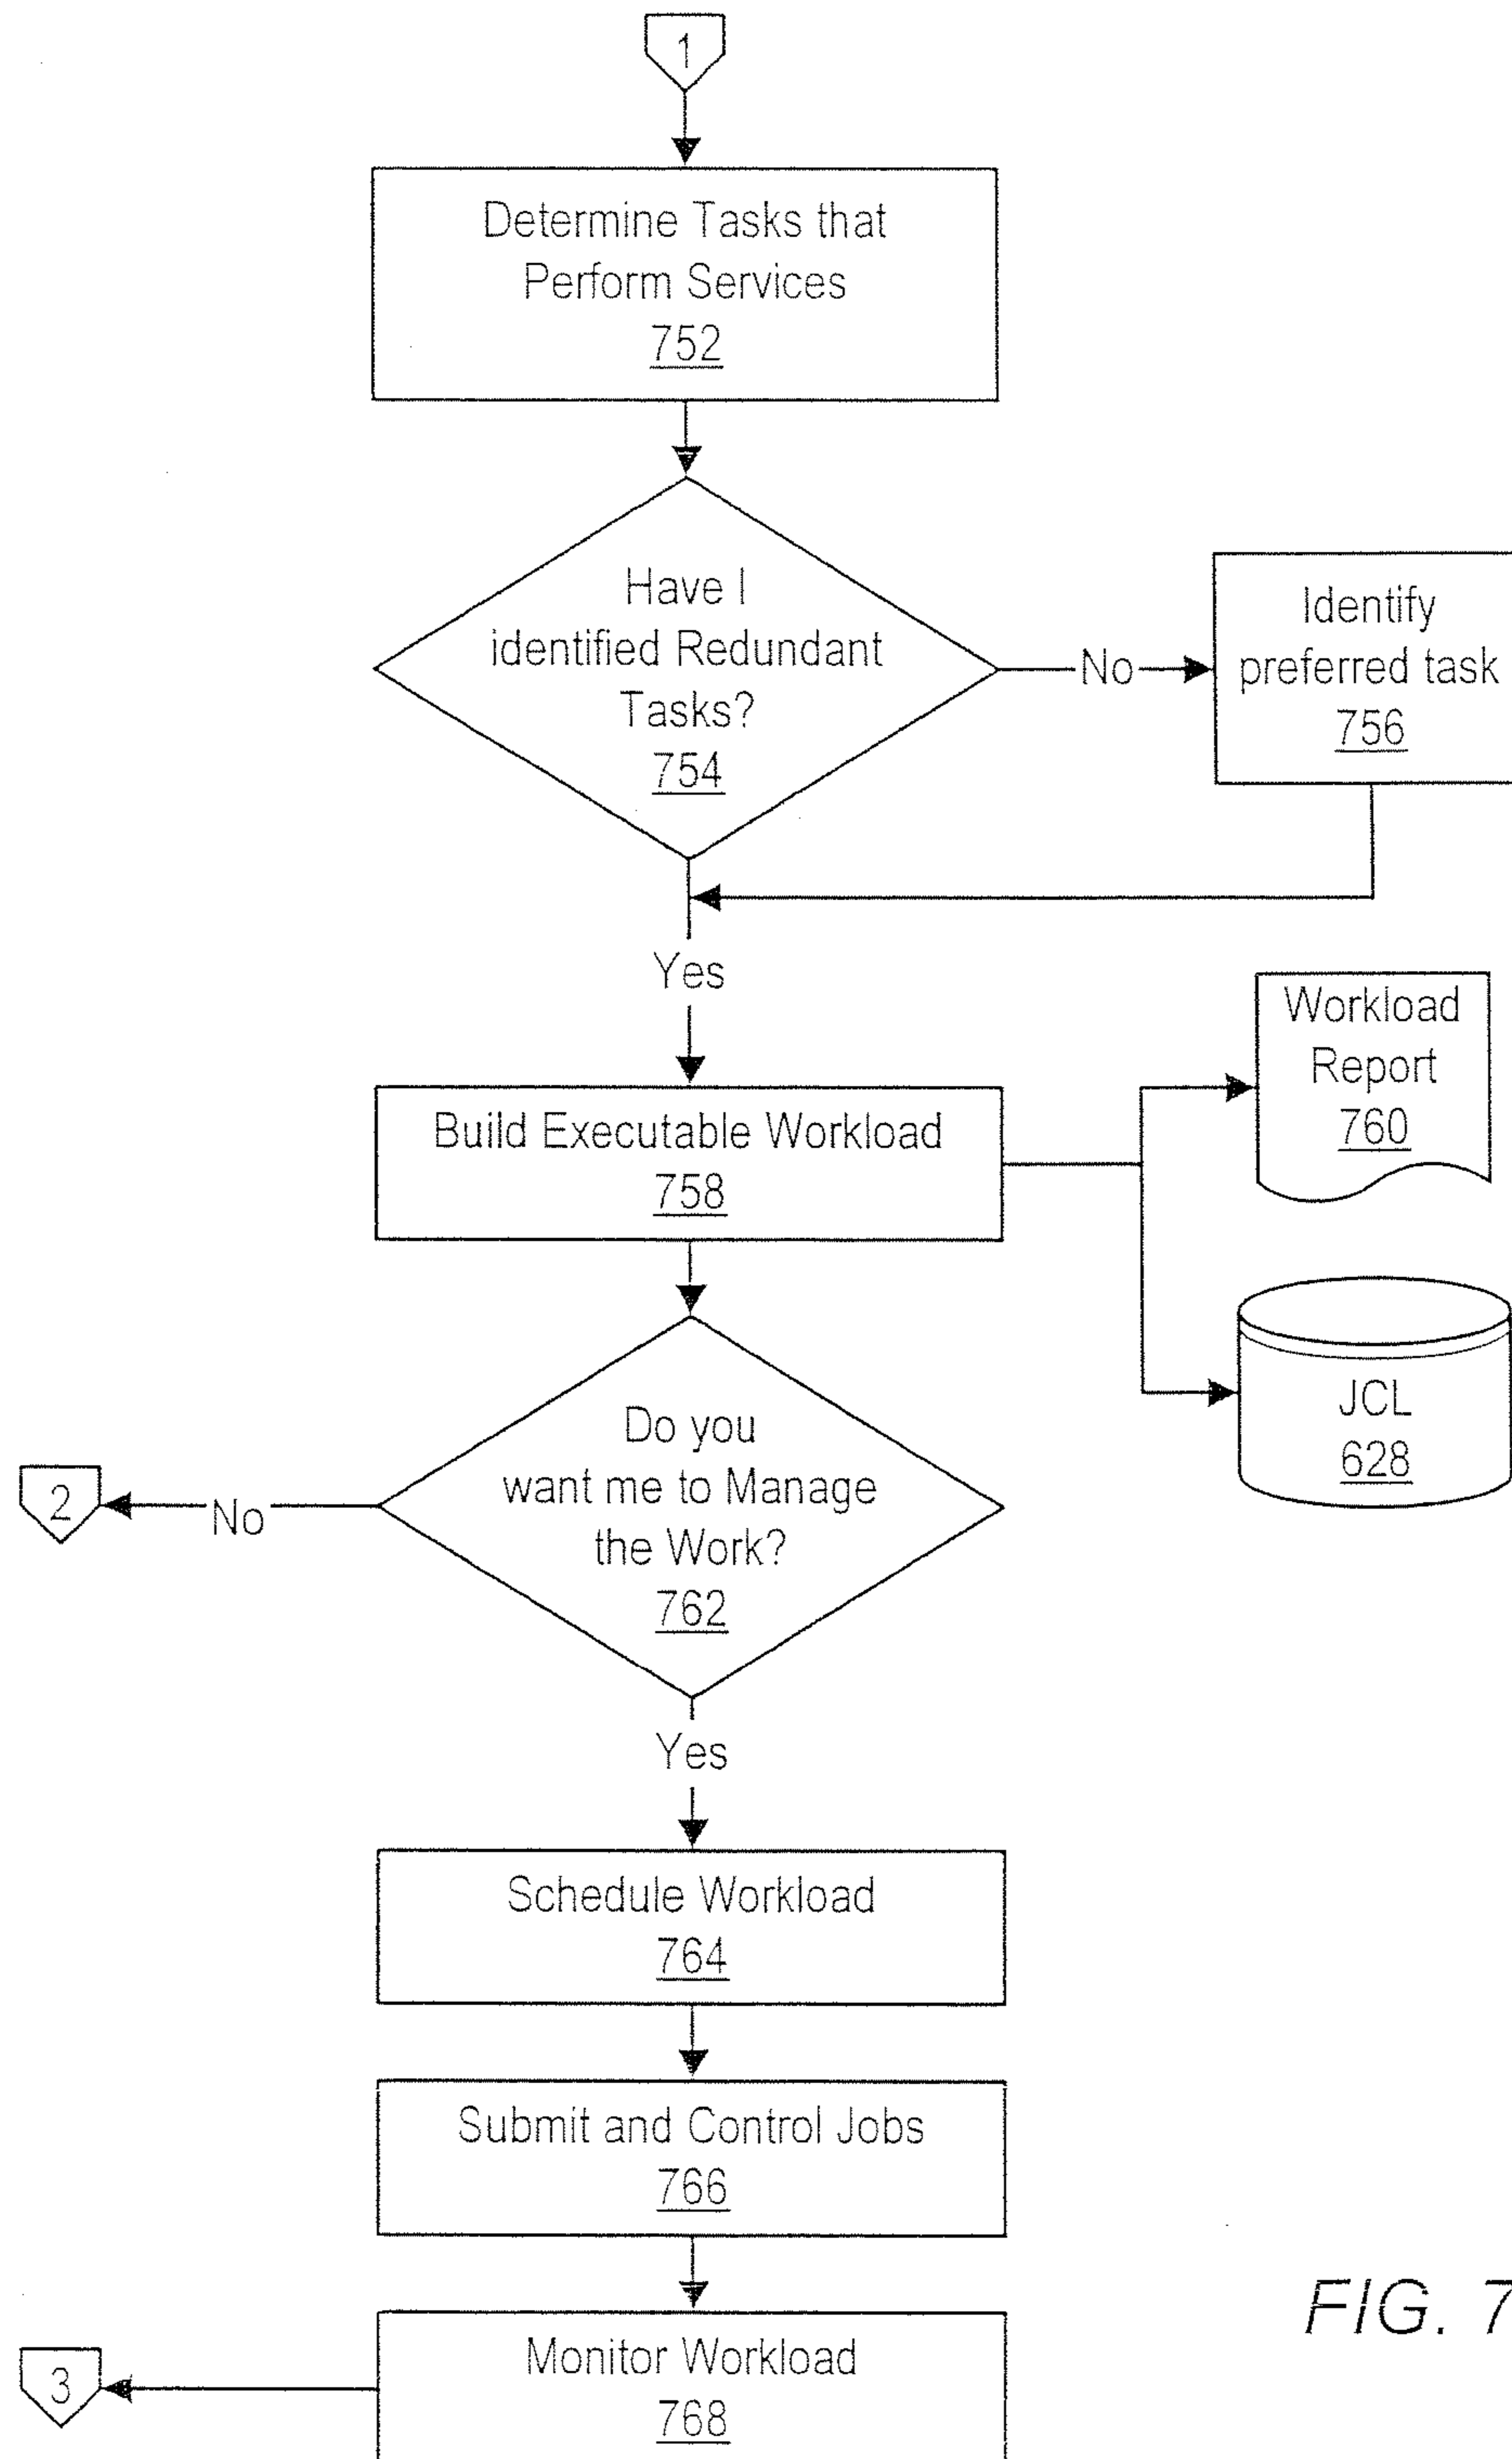 1
Determine Tasks that
Perform Services
752
Have I
identified Redundant
Tasks?
754
No
Identify
preferred task
756
Yes
Workload
Report
760
Build Executable Workload
758
JCL
628
Do you
want me to Manage
the Work?
762
No
2
Yes
Schedule Workload
764
Submit and Control Jobs
766
Monitor Workload
768
3
FIG. 7